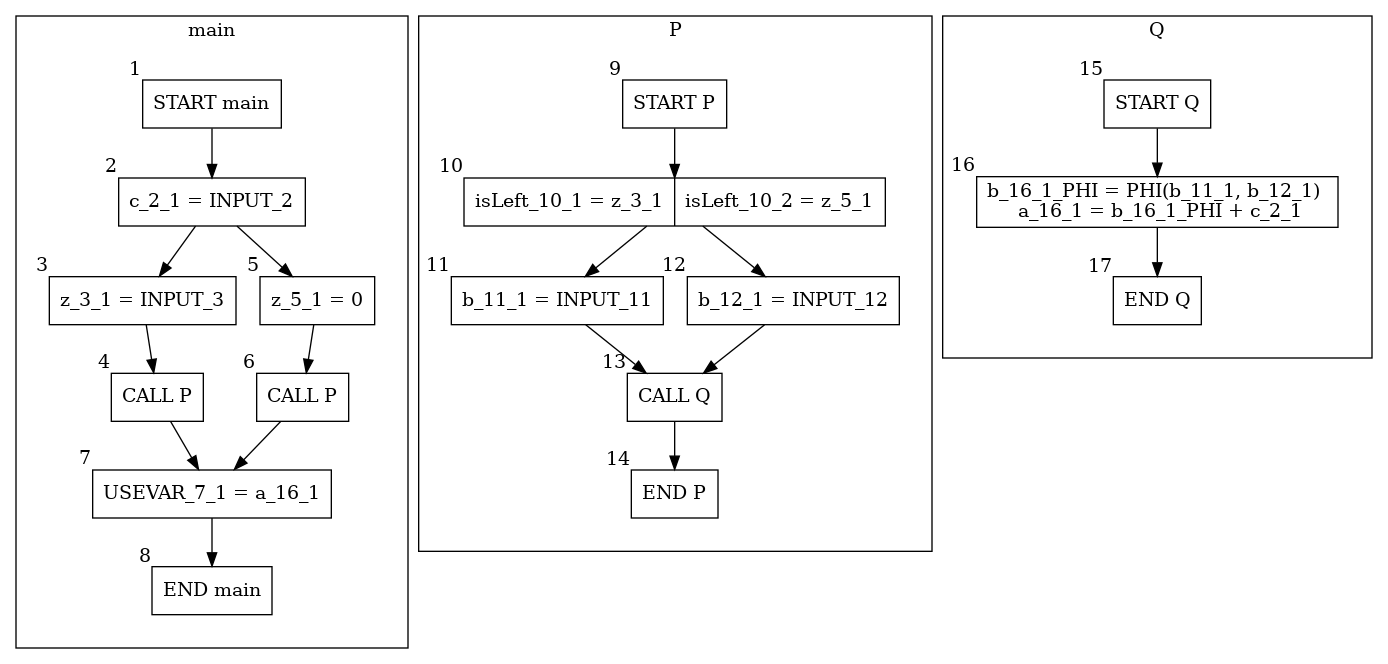 main
1
START main
2
c_2_1 = INPUT_2
3
z_3_1 = INPUT_3
5
z_5_1 = 0
4
CALL P
6
CALL P
7
USEVAR_7_1 = a_16_1
8
END main
P
9
START P
10
isLeft_10_1 = z_3_1
isLeft_10_2 = z_5_1
11
b_11_1 = INPUT_11
12
b_12_1 = INPUT_12
13
CALL Q
14
END P
Q
15
START Q
16
b_16_1_PHI = PHI(b_11_1, b_12_1)
a_16_1 = b_16_1_PHI + c_2_1
17
END Q